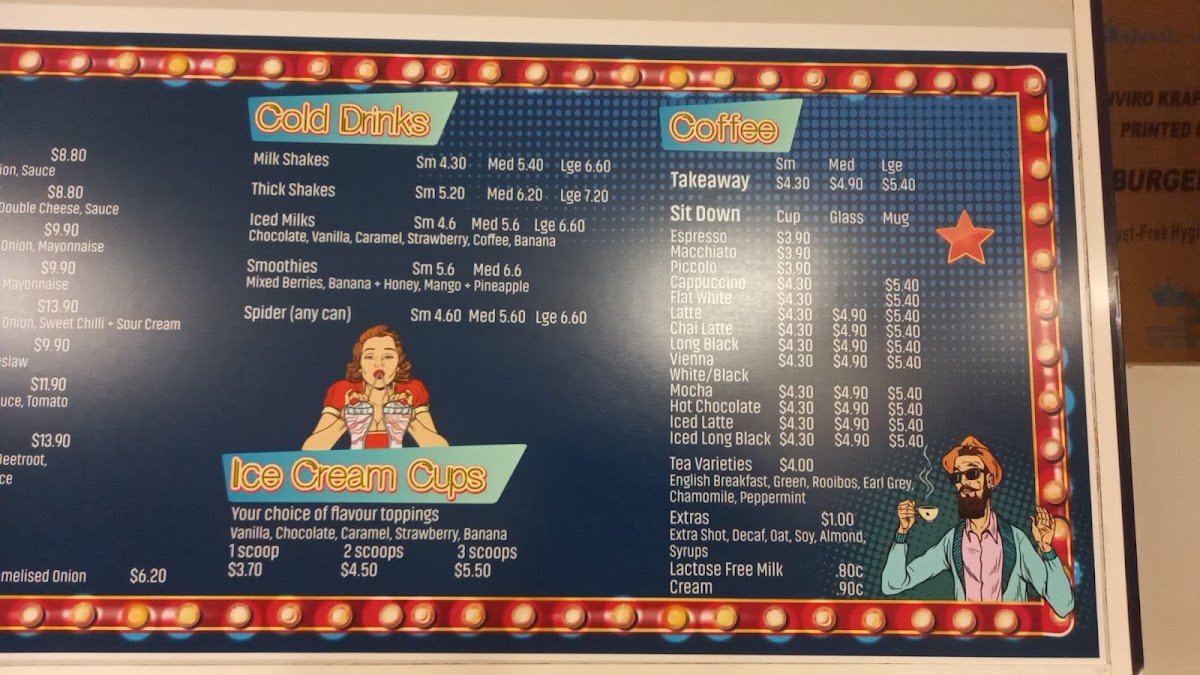 $8.80
ion, Sauce
$8.80
Double Cheese, Sauce
$9.90
Onion, Mayonnaise
$9.90
Mayonnaise
$13.90
Onion, Sweet Chilli + Sour Cream
$9.90
slaw
$11.90
uce, Tomato
$13.90
Beetroot,
ce
melised Onion $6.20
Cold Drinks
Milk Shakes Sm 4.30 Med 5.40 Lge 6.60
Thick Shakes Sm 5.20 Med 6.20 Lge 7.20
Iced Milks Sm 4.6 Med 5.6 Lge 6.60
Chocolate, Vanilla, Caramel, Strawberry, Coffee, Banana
Smoothies Sm 5.6 Med 6.6
Mixed Berries, Banana + Honey, Mango + Pineapple
Spider (any can) Sm 4.60 Med 5.60 Lge 6.60
Ice Cream Cups
Your choice of flavour toppings
Vanilla, Chocolate, Caramel, Strawberry, Banana
1 scoop 2 scoops 3 scoops
$3.70 $4.50 $5.50
Coffee
Sm Med Lge
Takeaway $4.30 $4.90 $5.40
Sit Down Cup Glass Mug
Espresso $3.90
Macchiato $3.90
Piccolo $3.90
Cappuccino $4.30 $5.40
Flat White $4.30 $5.40
Latte $4.30 $4.90 $5.40
Chai Latte $4.30 $4.90 $5.40
Long Black $4.30 $4.90 $5.40
Vienna $4.30 $4.90 $5.40
White/Black
Mocha $4.30 $4.90 $5.40
Hot Chocolate $4.30 $4.90 $5.40
Iced Latte $4.30 $4.90 $5.40
Iced Long Black $4.30 $4.90 $5.40
Tea Varieties $4.00
English Breakfast, Green, Rooibos, Earl Grey,
Chamomile, Peppermint
Extras $1.00
Extra Shot, Decaf, Oat, Soy, Almond,
Syrups
Lactose Free Milk .80c
Cream .90c
NVIRO KRAF
PRINTED
BURGE
ust-Free Hygi